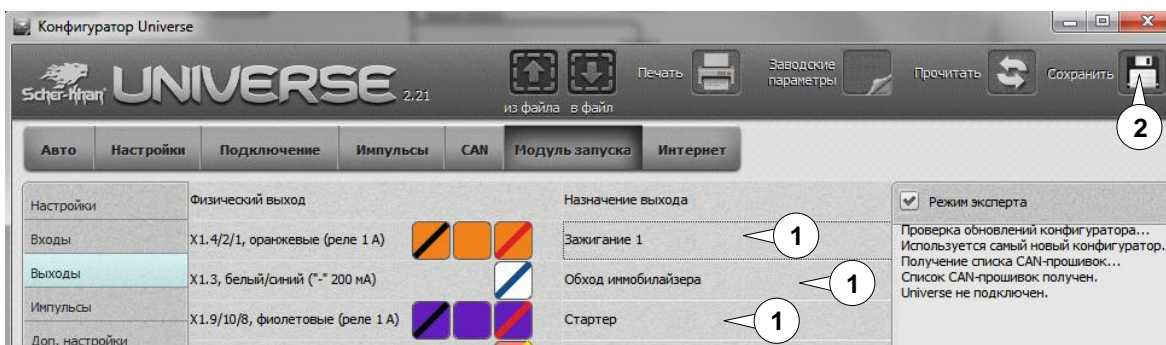 Конфигуратор Universe
Scher-Khan UNIVERSE 2.21
из файла в файл
Печать
Заводские параметры
Прочитать
Сохранить
2
Авто Настройки Подключение Импульсы CAN Модуль запуска Интернет
Настройки
Входы
Выходы
Импульсы
Доп. настройки
Физический выход Назначение выхода
X1.4/2/1, оранжевые (реле 1 А) Зажигание 1 1
X1.3, белый/синий ("-" 200 мА) Обход иммобилайзера 1
X1.9/10/8, фиолетовые (реле 1 А) Стартер 1
Режим эксперта
Проверка обновлений конфигуратора...
Используется самый новый конфигуратор.
Получение списка CAN-прошивок...
Список CAN-прошивок получен.
Universe не подключен.